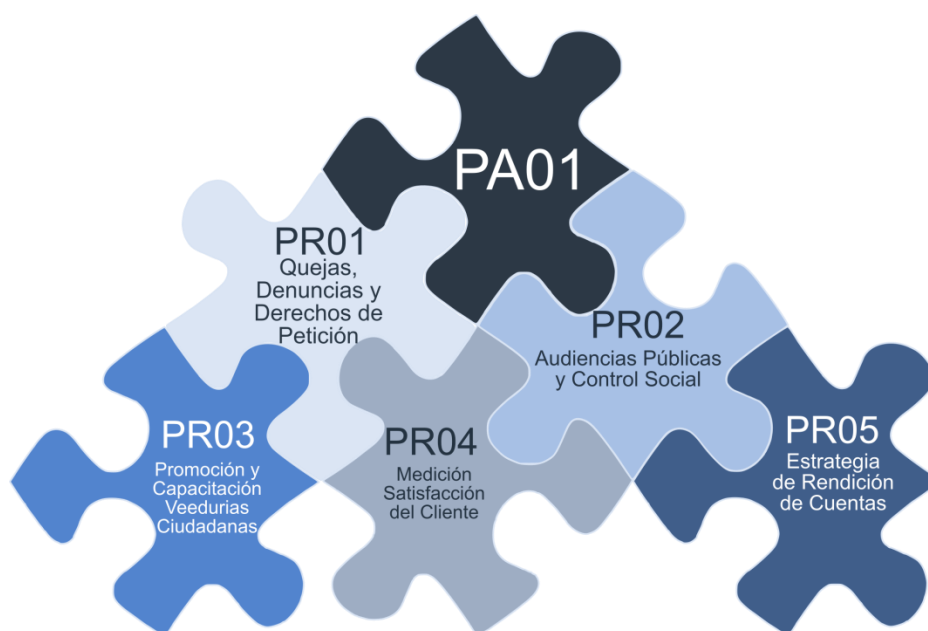 PA01
PR01
Quejas,
Denuncias y
Derechos de
Petición
PR02
Audiencias Públicas
y Control Social
PR03
Promoción y
Capacitación
Veedurias
Ciudadanas
PR04
Medición
Satisfacción
del Cliente
PR05
Estrategia
de Rendición
de Cuentas